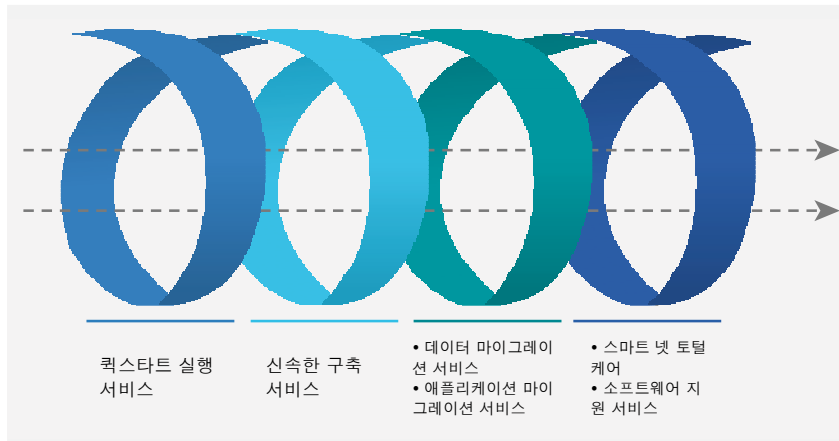 퀵스타트 실행
서비스
신속한 구축
서비스
• 데이터 마이그레이
션 서비스
• 애플리케이션 마이
그레이션 서비스
• 스마트 넷 토털
케어
• 소프트웨어 지
원 서비스